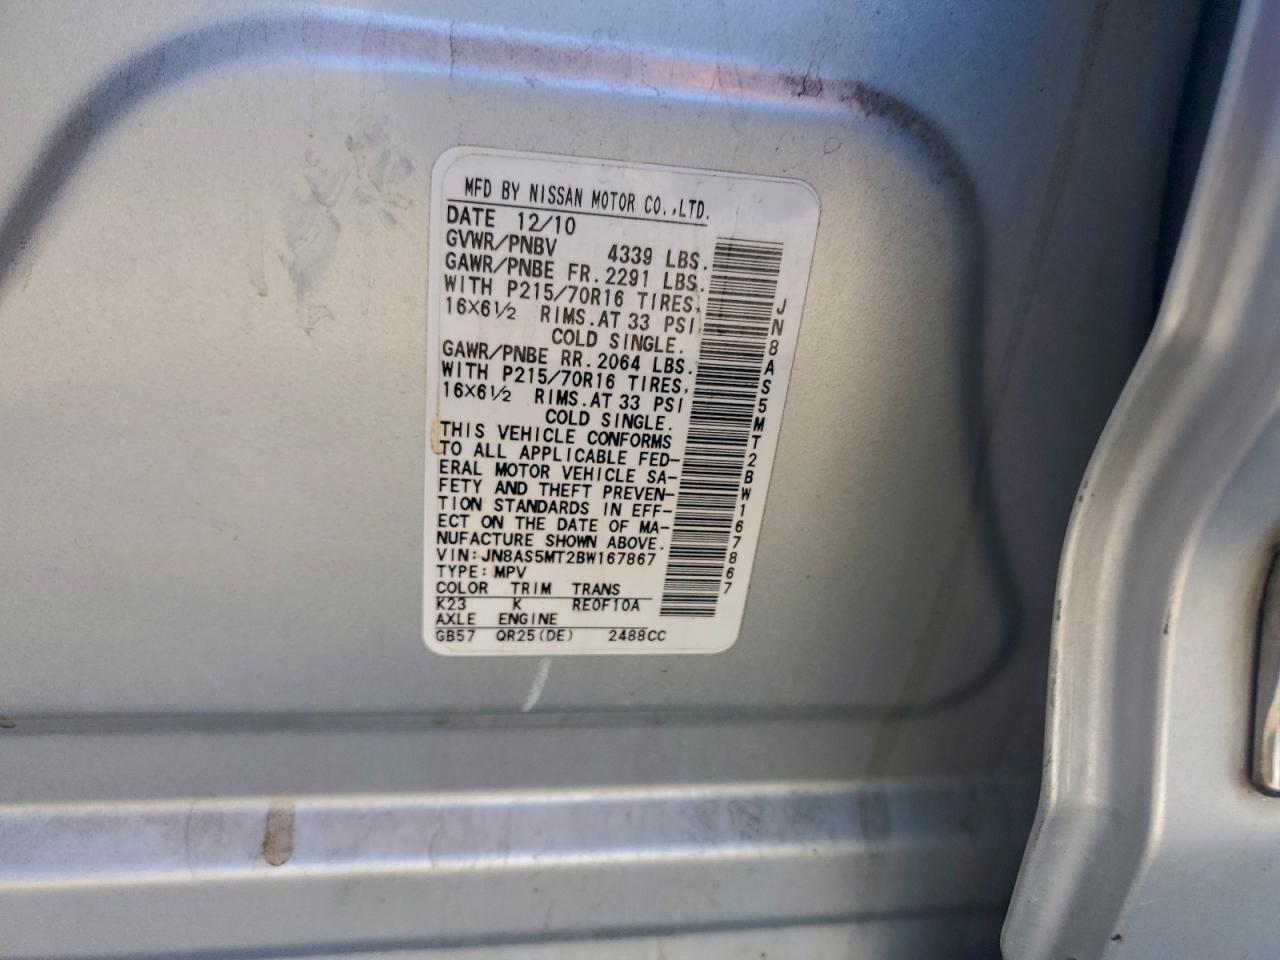 MFD BY NISSAN MOTOR CO.,LTD.
DATE 12/10
GVWR/PNBV 4339 LBS.
GAWR/PNBE FR.2291 LBS.
WITH P215/70R16 TIRES,
16X6½ RIMS.AT 33 PSI
COLD SINGLE.
GAWR/PNBE RR.2064 LBS.
WITH P215/70R16 TIRES,
16X6½ RIMS.AT 33 PSI
COLD SINGLE.
THIS VEHICLE CONFORMS
TO ALL APPLICABLE FED-
ERAL MOTOR VEHICLE SA-
FETY AND THEFT PREVEN-
TION STANDARDS IN EFF-
ECT ON THE DATE OF MA-
NUFACTURE SHOWN ABOVE.
VIN:JN8AS5MT2BW167867
TYPE:MPV
COLOR TRIM TRANS
K23 K RE0F10A
AXLE ENGINE
GB57 QR25(DE) 2488CC
JN8AS5MT2BW167867